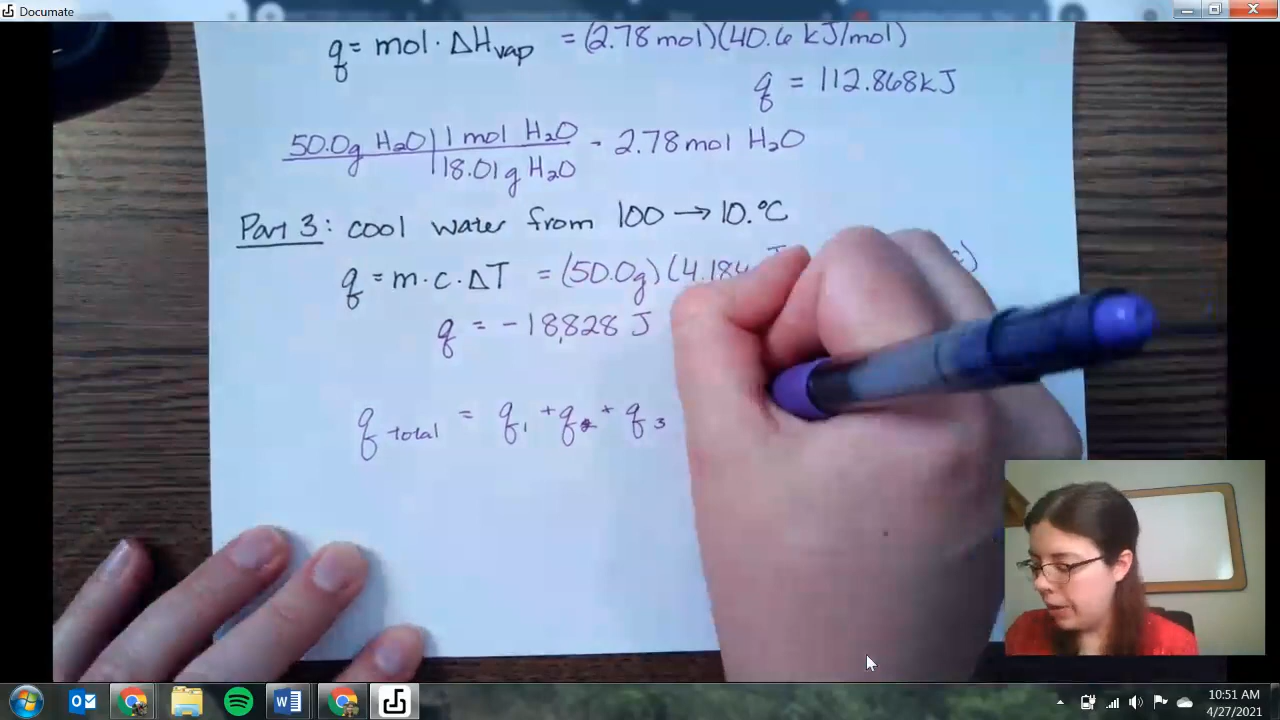 Documate
q = mol · ΔHvap = (2.78 mol)(40.6 kJ/mol)
q = 112.868 kJ
50.0g H₂O | 1 mol H₂O - 2.78 mol H₂O
18.01 g H₂O
Part 3: cool water from 100 → 10.°C
q = m · c · ΔT = (50.0g)(4.184
q = -18,828 J
q total = q₁ + q₂ + q₃
10:51 AM
4/27/2021